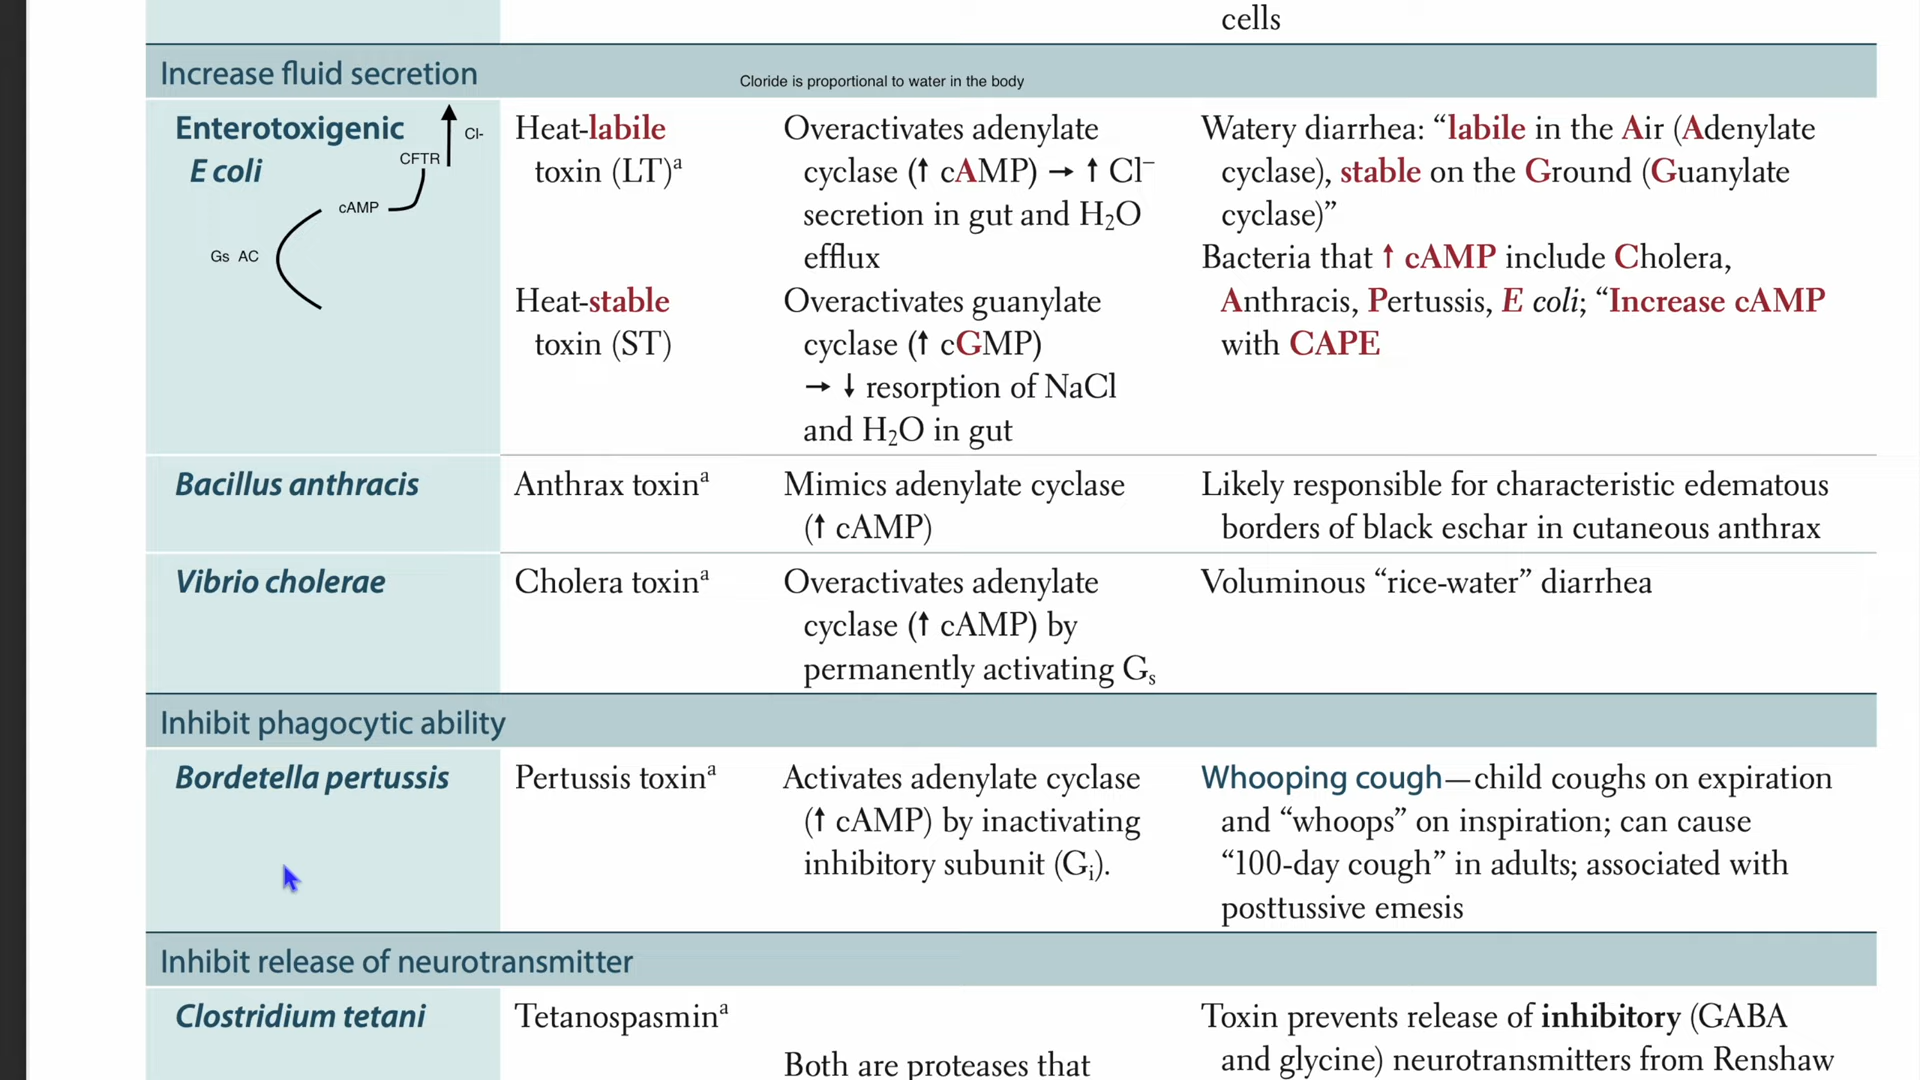 cells
Increase fluid secretion
Cloride is proportional to water in the body
Enterotoxigenic
E coli
CFTR
Cl-
cAMP
Gs AC
Heat-labile
toxin (LT)ᵃ
Overactivates adenylate
cyclase (↑ cAMP) → ↑ Cl⁻
secretion in gut and H₂O
efflux
Heat-stable
toxin (ST)
Overactivates guanylate
cyclase (↑ cGMP)
→ ↓ resorption of NaCl
and H₂O in gut
Watery diarrhea: “labile in the Air (Adenylate
cyclase), stable on the Ground (Guanylate
cyclase)”
Bacteria that ↑ cAMP include Cholera,
Anthracis, Pertussis, E coli; “Increase cAMP
with CAPE
Bacillus anthracis
Anthrax toxinᵃ
Mimics adenylate cyclase
(↑ cAMP)
Likely responsible for characteristic edematous
borders of black eschar in cutaneous anthrax
Vibrio cholerae
Cholera toxinᵃ
Overactivates adenylate
cyclase (↑ cAMP) by
permanently activating Gₛ
Voluminous “rice-water” diarrhea
Inhibit phagocytic ability
Bordetella pertussis
Pertussis toxinᵃ
Activates adenylate cyclase
(↑ cAMP) by inactivating
inhibitory subunit (Gᵢ).
Whooping cough—child coughs on expiration
and “whoops” on inspiration; can cause
“100-day cough” in adults; associated with
posttussive emesis
Inhibit release of neurotransmitter
Clostridium tetani
Tetanospasminᵃ
Both are proteases that
Toxin prevents release of inhibitory (GABA
and glycine) neurotransmitters from Renshaw